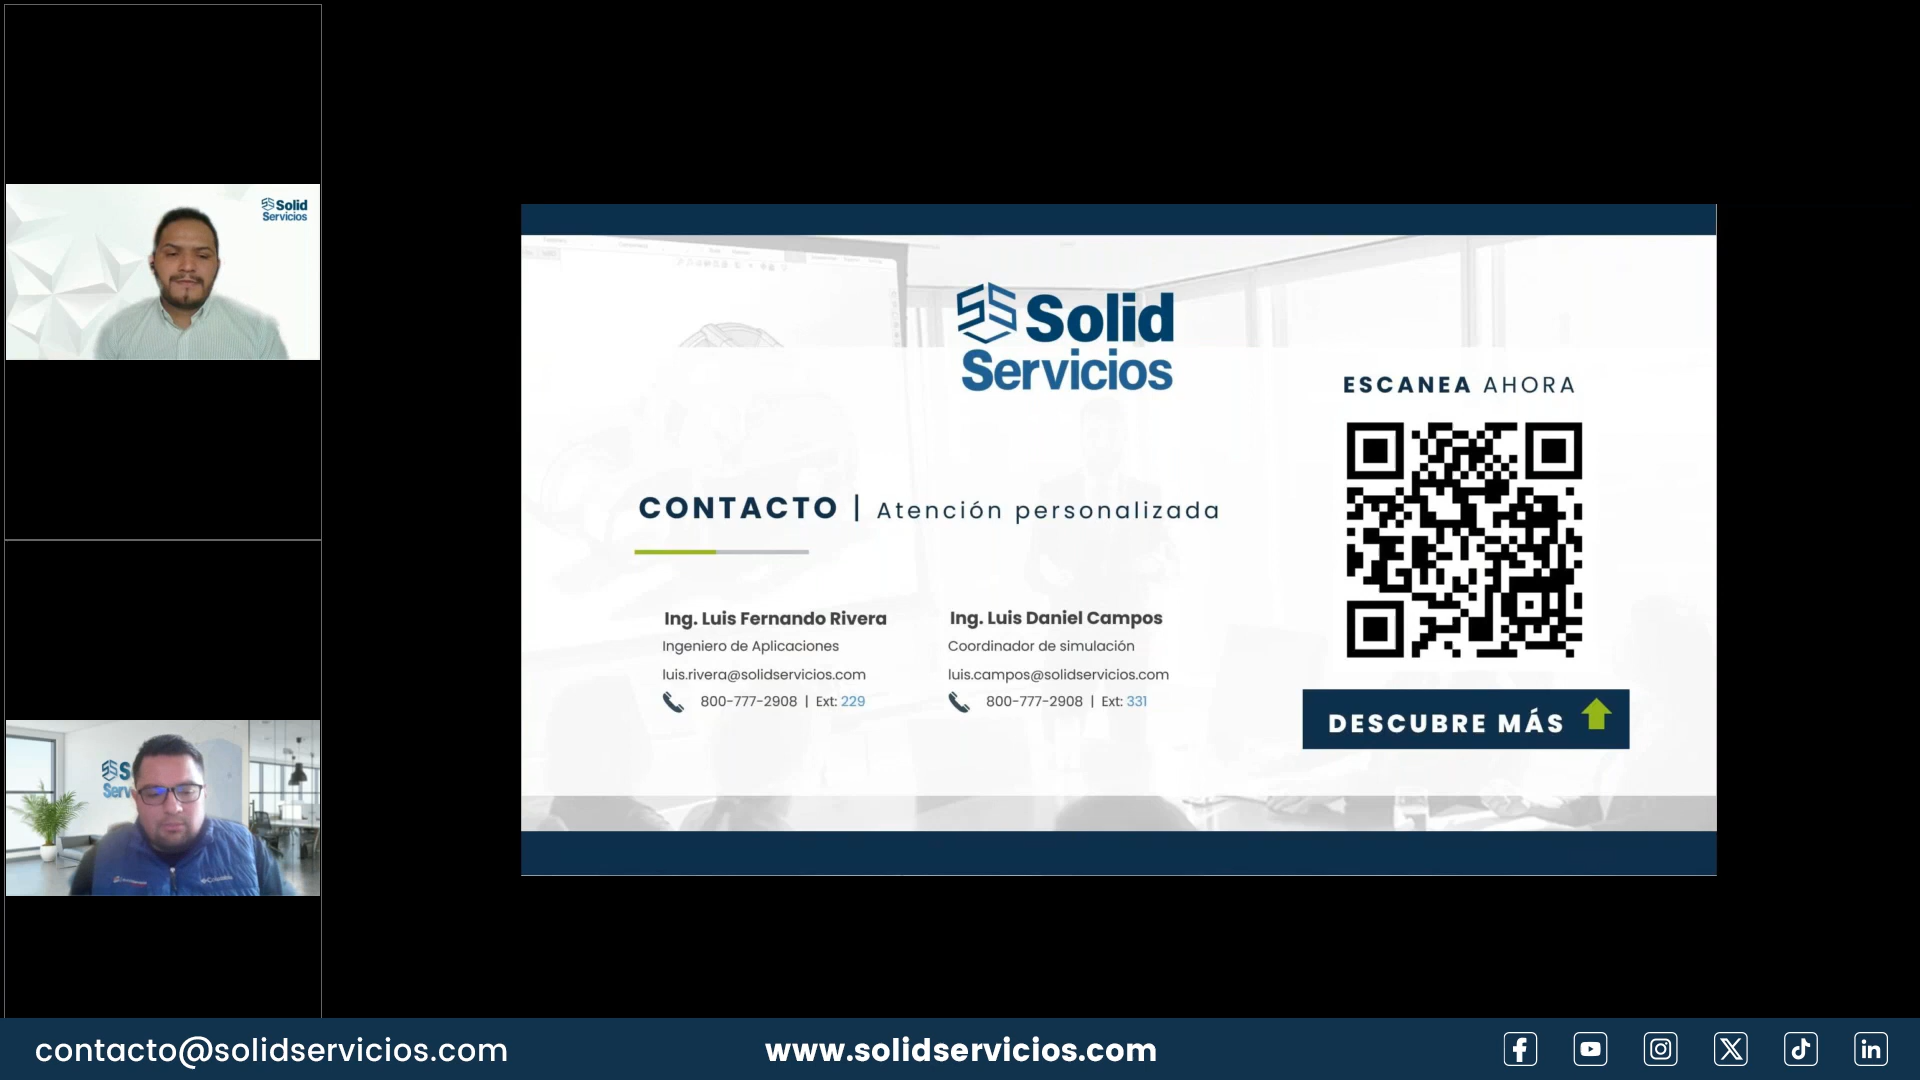 Solid
Servicios
S
Serv
Solid
Servicios
ESCANEA AHORA
CONTACTO | Atención personalizada
Ing. Luis Fernando Rivera
Ingeniero de Aplicaciones
luis.rivera@solidservicios.com
800-777-2908 | Ext: 229
Ing. Luis Daniel Campos
Coordinador de simulación
luis.campos@solidservicios.com
800-777-2908 | Ext: 331
DESCUBRE MÁS
contacto@solidservicios.com
www.solidservicios.com